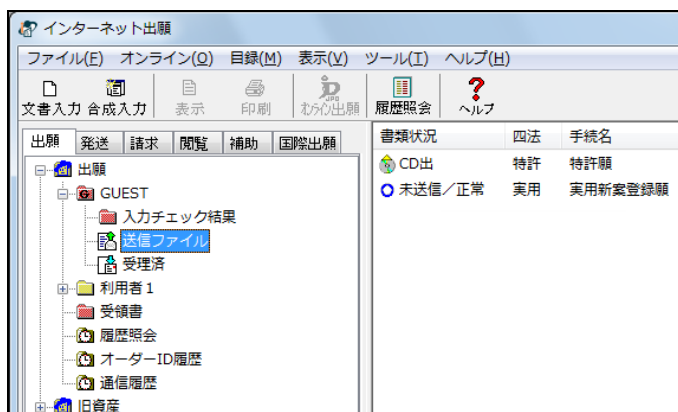 インターネット出願
ファイル(F) オンライン(O) 目録(M) 表示(V) ツール(T) ヘルプ(H)
文書入力 合成入力 表示 印刷 オンライン出願 履歴照会 ヘルプ
出願 発送 請求 閲覧 補助 国際出願
出願
GUEST
入力チェック結果
送信ファイル
受理済
利用者1
受領書
履歴照会
オーダーID履歴
通信履歴
旧資産
書類状況 四法 手続名
CD出 特許 特許願
未送信/正常 実用 実用新案登録願